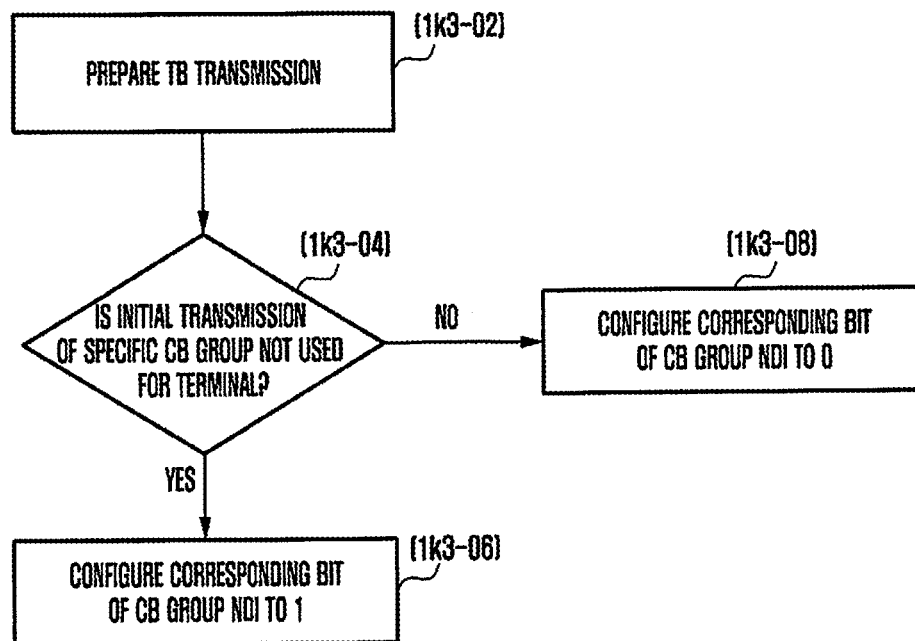 (1k3-02)
PREPARE TB TRANSMISSION
(1k3-04)
IS INITIAL TRANSMISSION
OF SPECIFIC CB GROUP NOT USED
FOR TERMINAL?
NO
(1k3-08)
CONFIGURE CORRESPONDING BIT
OF CB GROUP NDI TO 0
YES
(1k3-06)
CONFIGURE CORRESPONDING BIT
OF CB GROUP NDI TO 1